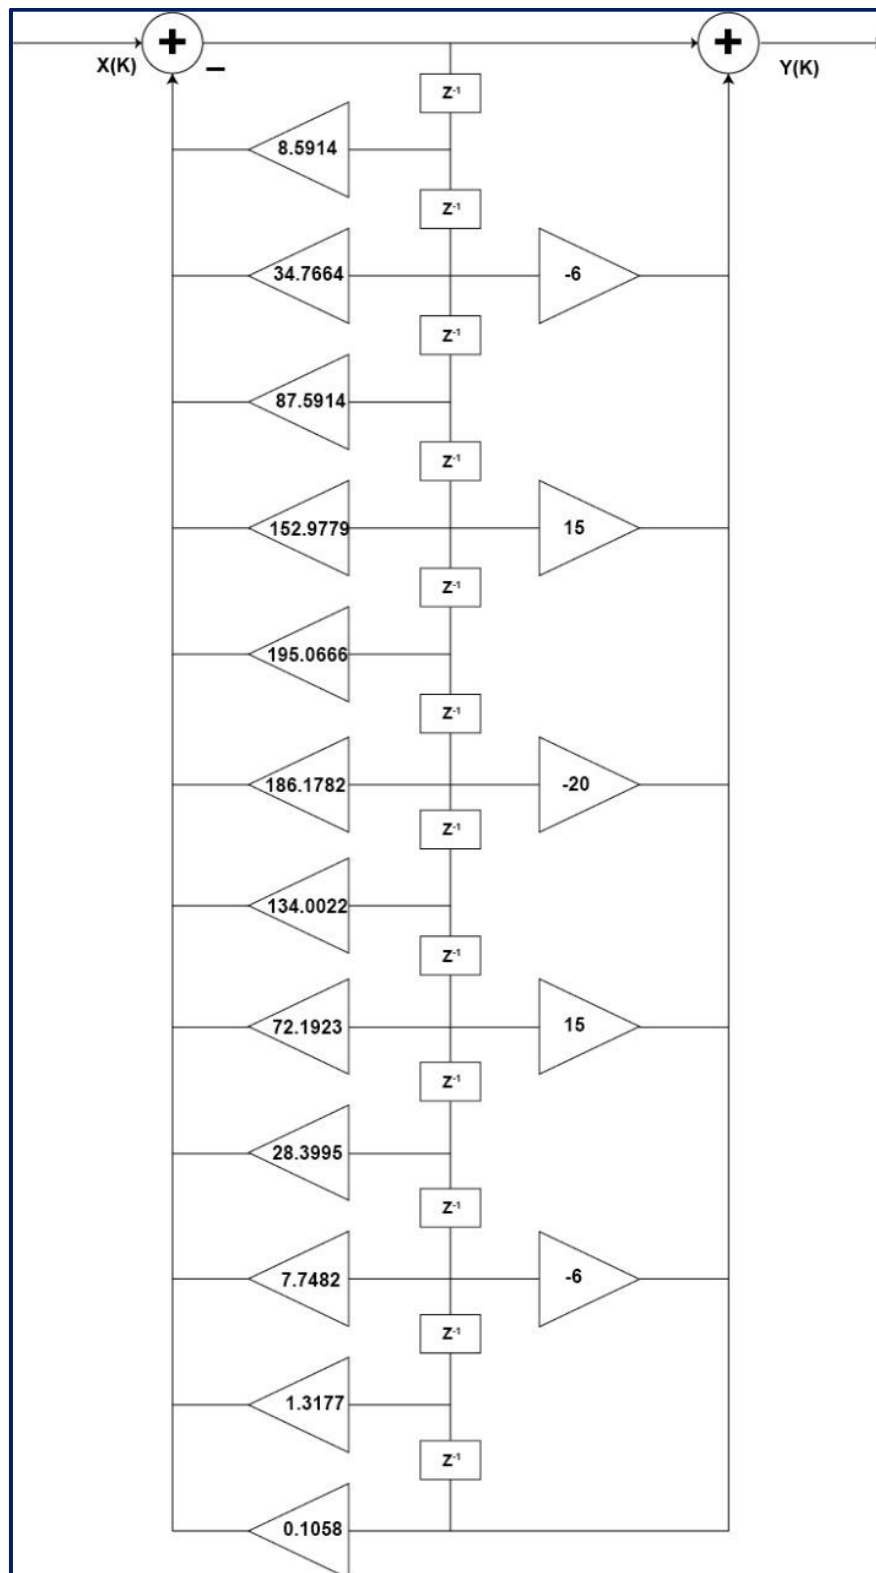 + +
X(K) − Y(K)
Z-1
8.5914
Z-1
34.7664 -6
Z-1
87.5914
Z-1
152.9779 15
Z-1
195.0666
Z-1
186.1782 -20
Z-1
134.0022
Z-1
72.1923 15
Z-1
28.3995
Z-1
7.7482 -6
Z-1
1.3177
Z-1
0.1058